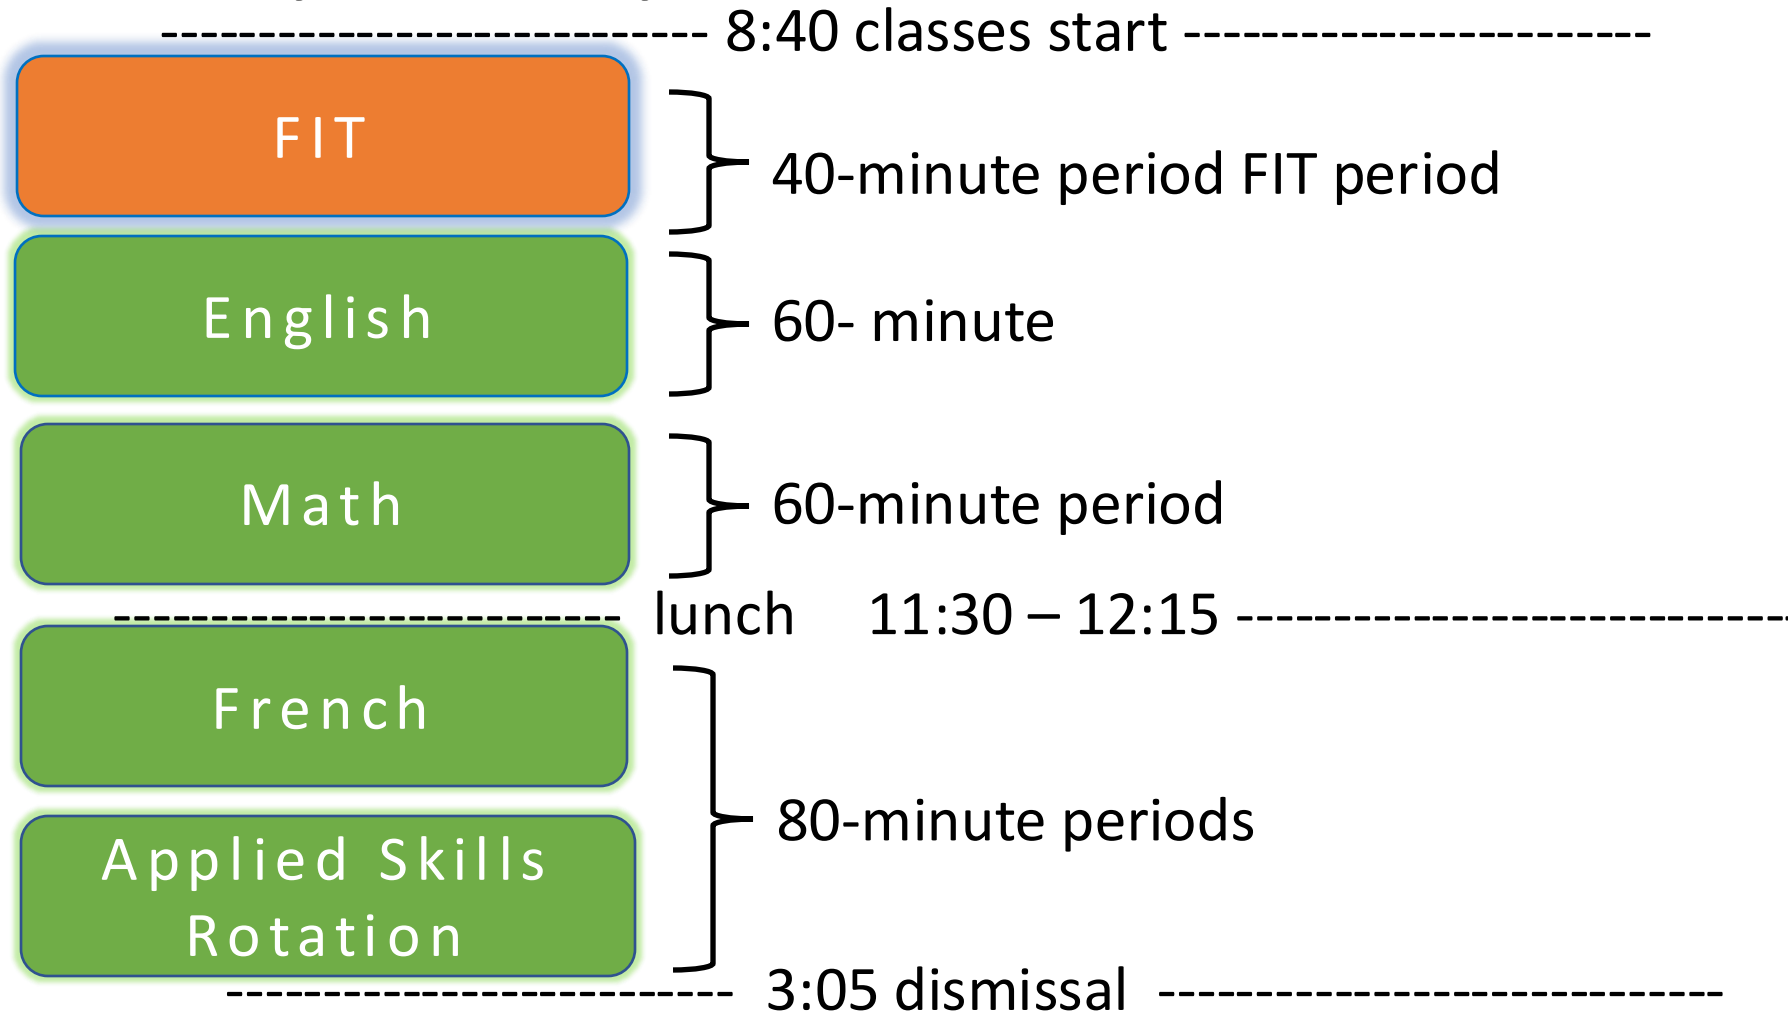 8:40 classes start
FIT
40-minute period FIT period
English
60- minute
Math
60-minute period
lunch 11:30 – 12:15
French
80-minute periods
Applied Skills
Rotation
3:05 dismissal